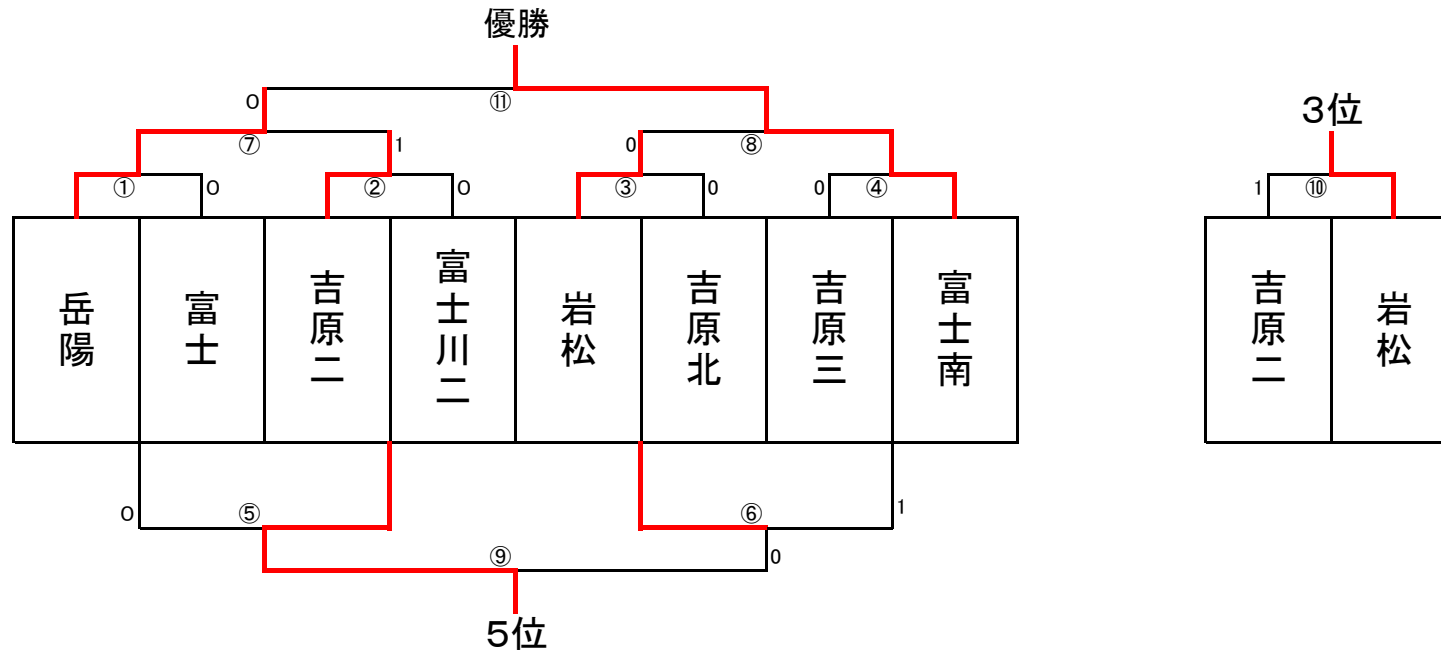 優勝
3位
0 ⑪
⑦ 1 0 ⑧
① 0 ② 0 ③ 0 0 ④ 1 ⑩
岳陽
富士
吉原二
富士川二
岩松
吉原北
吉原三
富士南
吉原二
岩松
0 ⑤ ⑥ 1
⑨ 0
5位